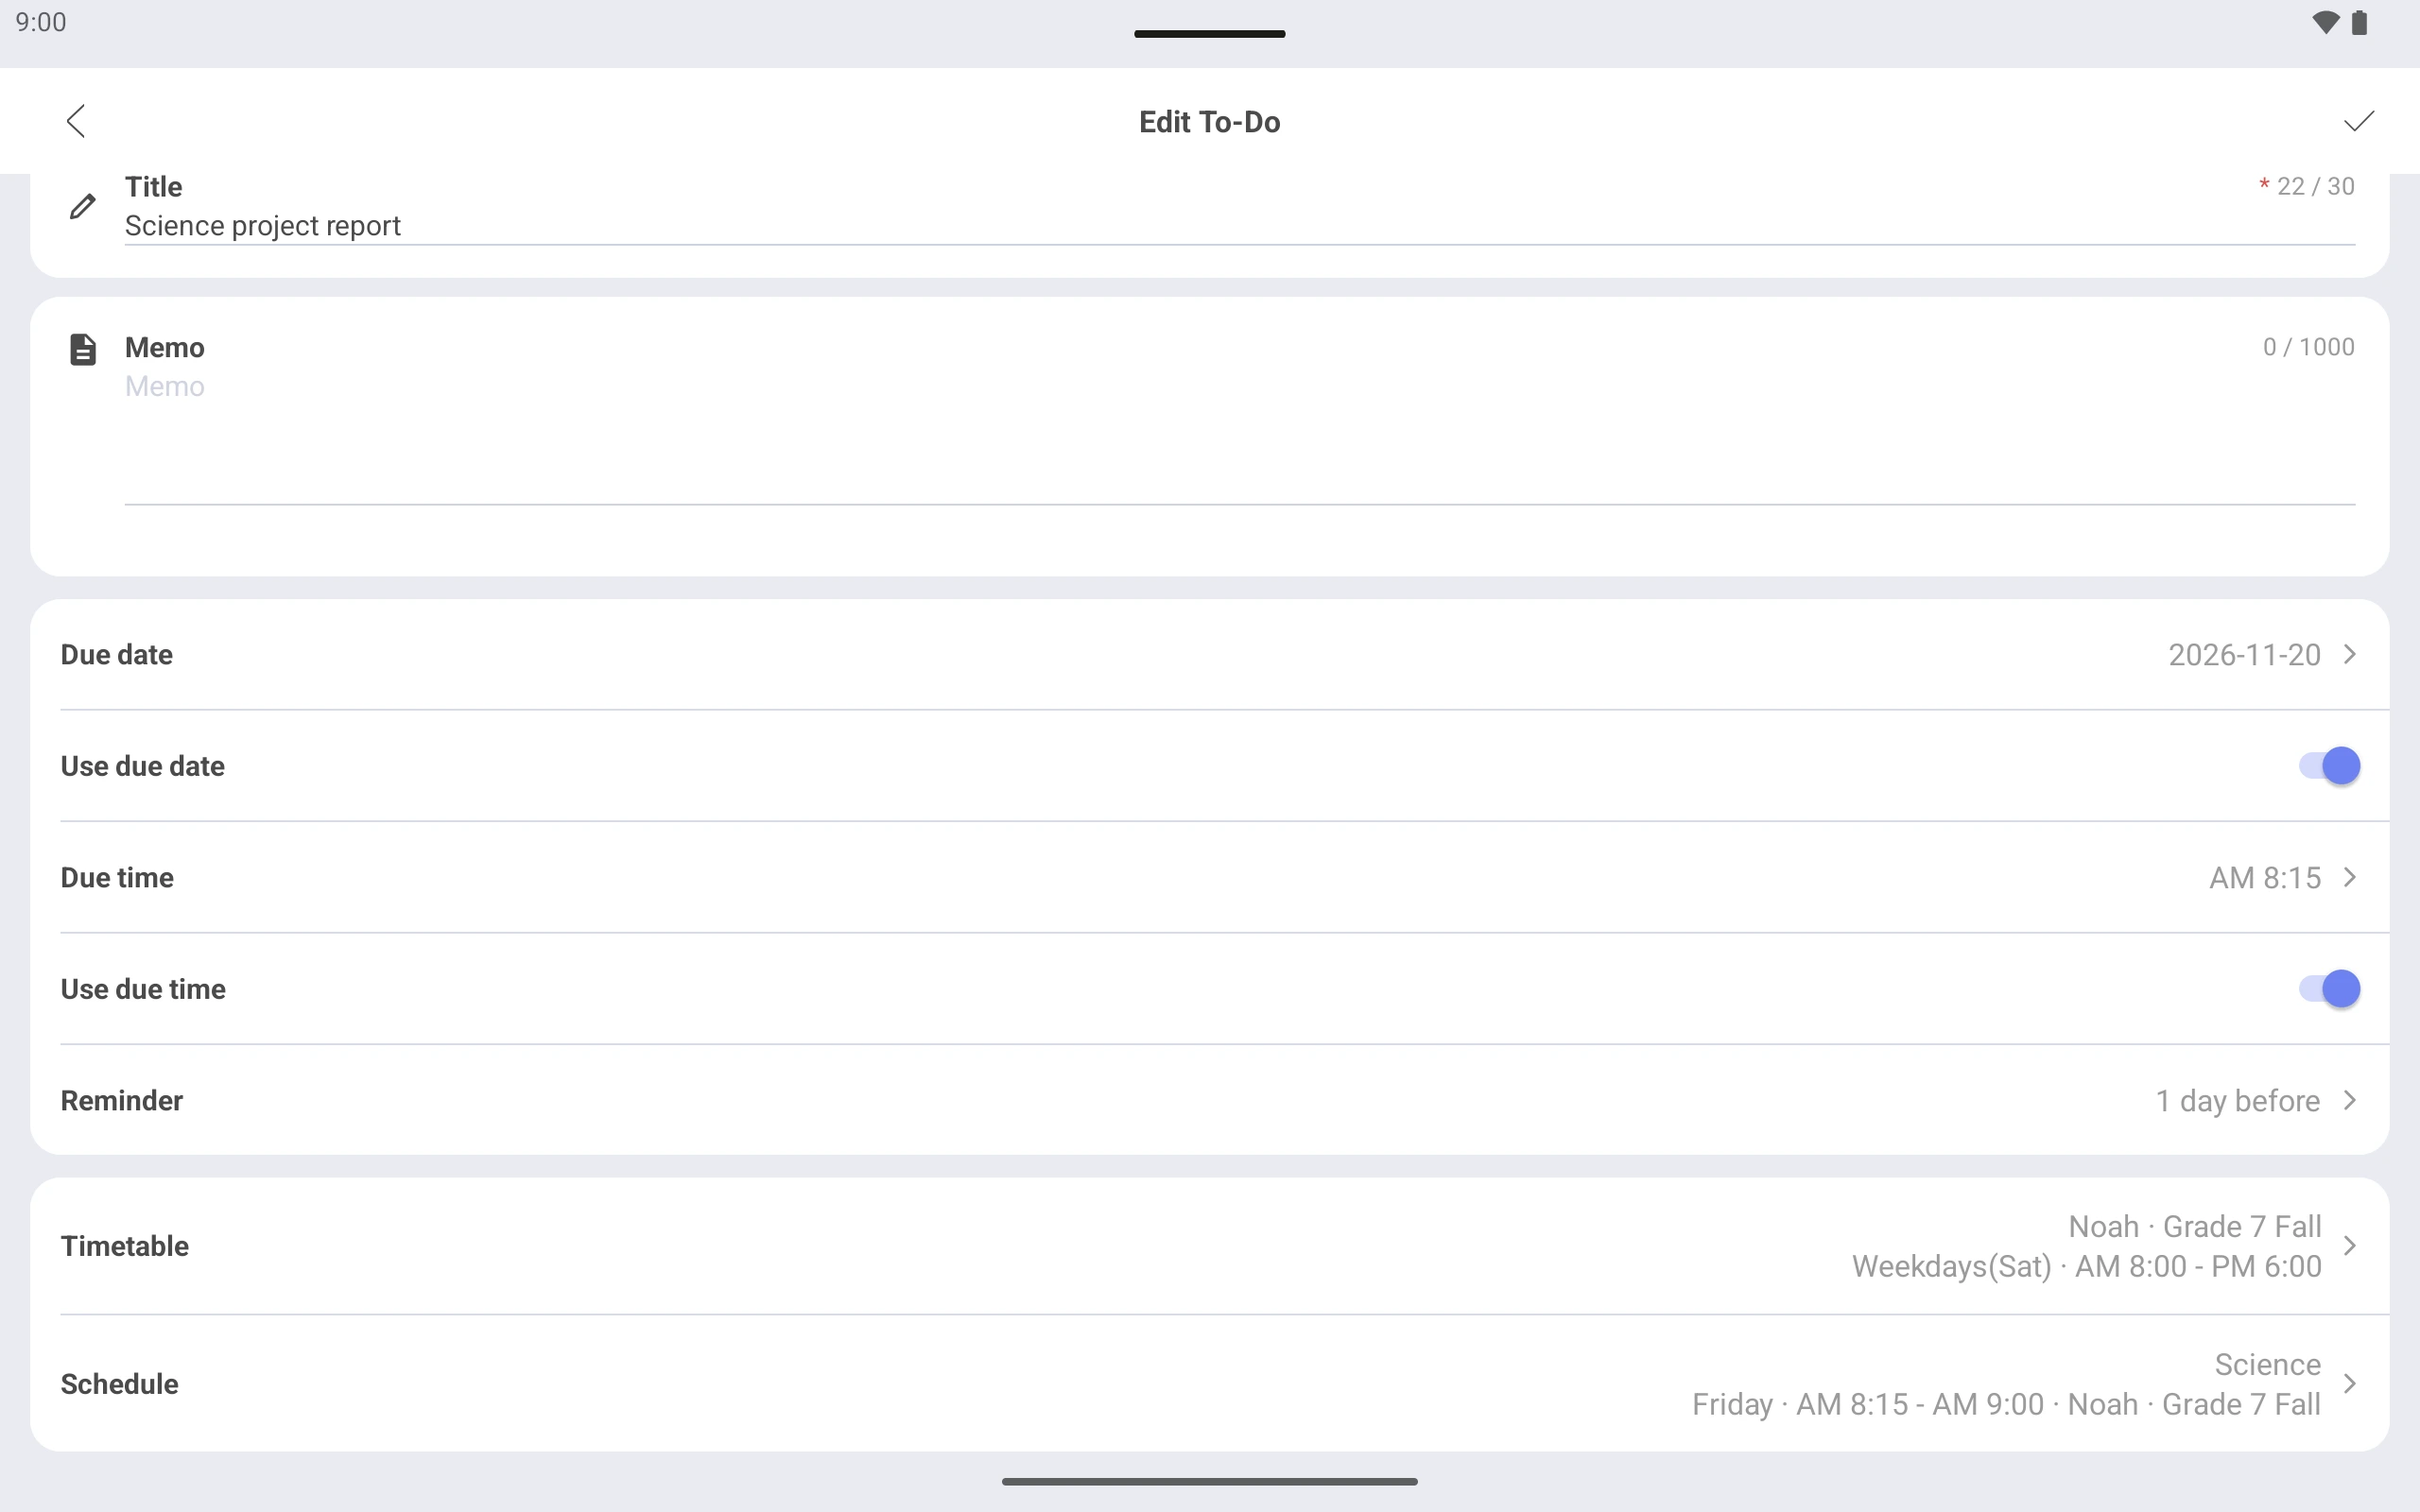 9:00
Edit To-Do
Title
* 22 / 30
Science project report
Memo
0 / 1000
Memo
Due date
2026-11-20
Use due date
Due time
AM 8:15
Use due time
Reminder
1 day before
Timetable
Noah · Grade 7 Fall
Weekdays(Sat) · AM 8:00 - PM 6:00
Schedule
Science
Friday · AM 8:15 - AM 9:00 · Noah · Grade 7 Fall